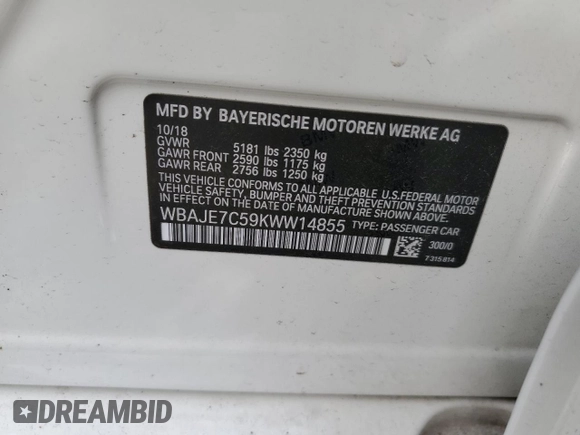 MFD BY BAYERISCHE MOTOREN WERKE AG
10/18
GVWR 5181 lbs 2350 kg
GAWR FRONT 2590 lbs 1175 kg
GAWR REAR 2756 lbs 1250 kg
THIS VEHICLE CONFORMS TO ALL APPLICABLE U.S.FEDERAL MOTOR
VEHICLE SAFETY, BUMPER, AND THEFT PREVENTION STANDARDS
IN EFFECT ON THE DATE OF MANUFACTURE SHOWN ABOVE.
WBAJE7C59KWW14855 TYPE: PASSENGER CAR
300/0
7315814
DREAMBID